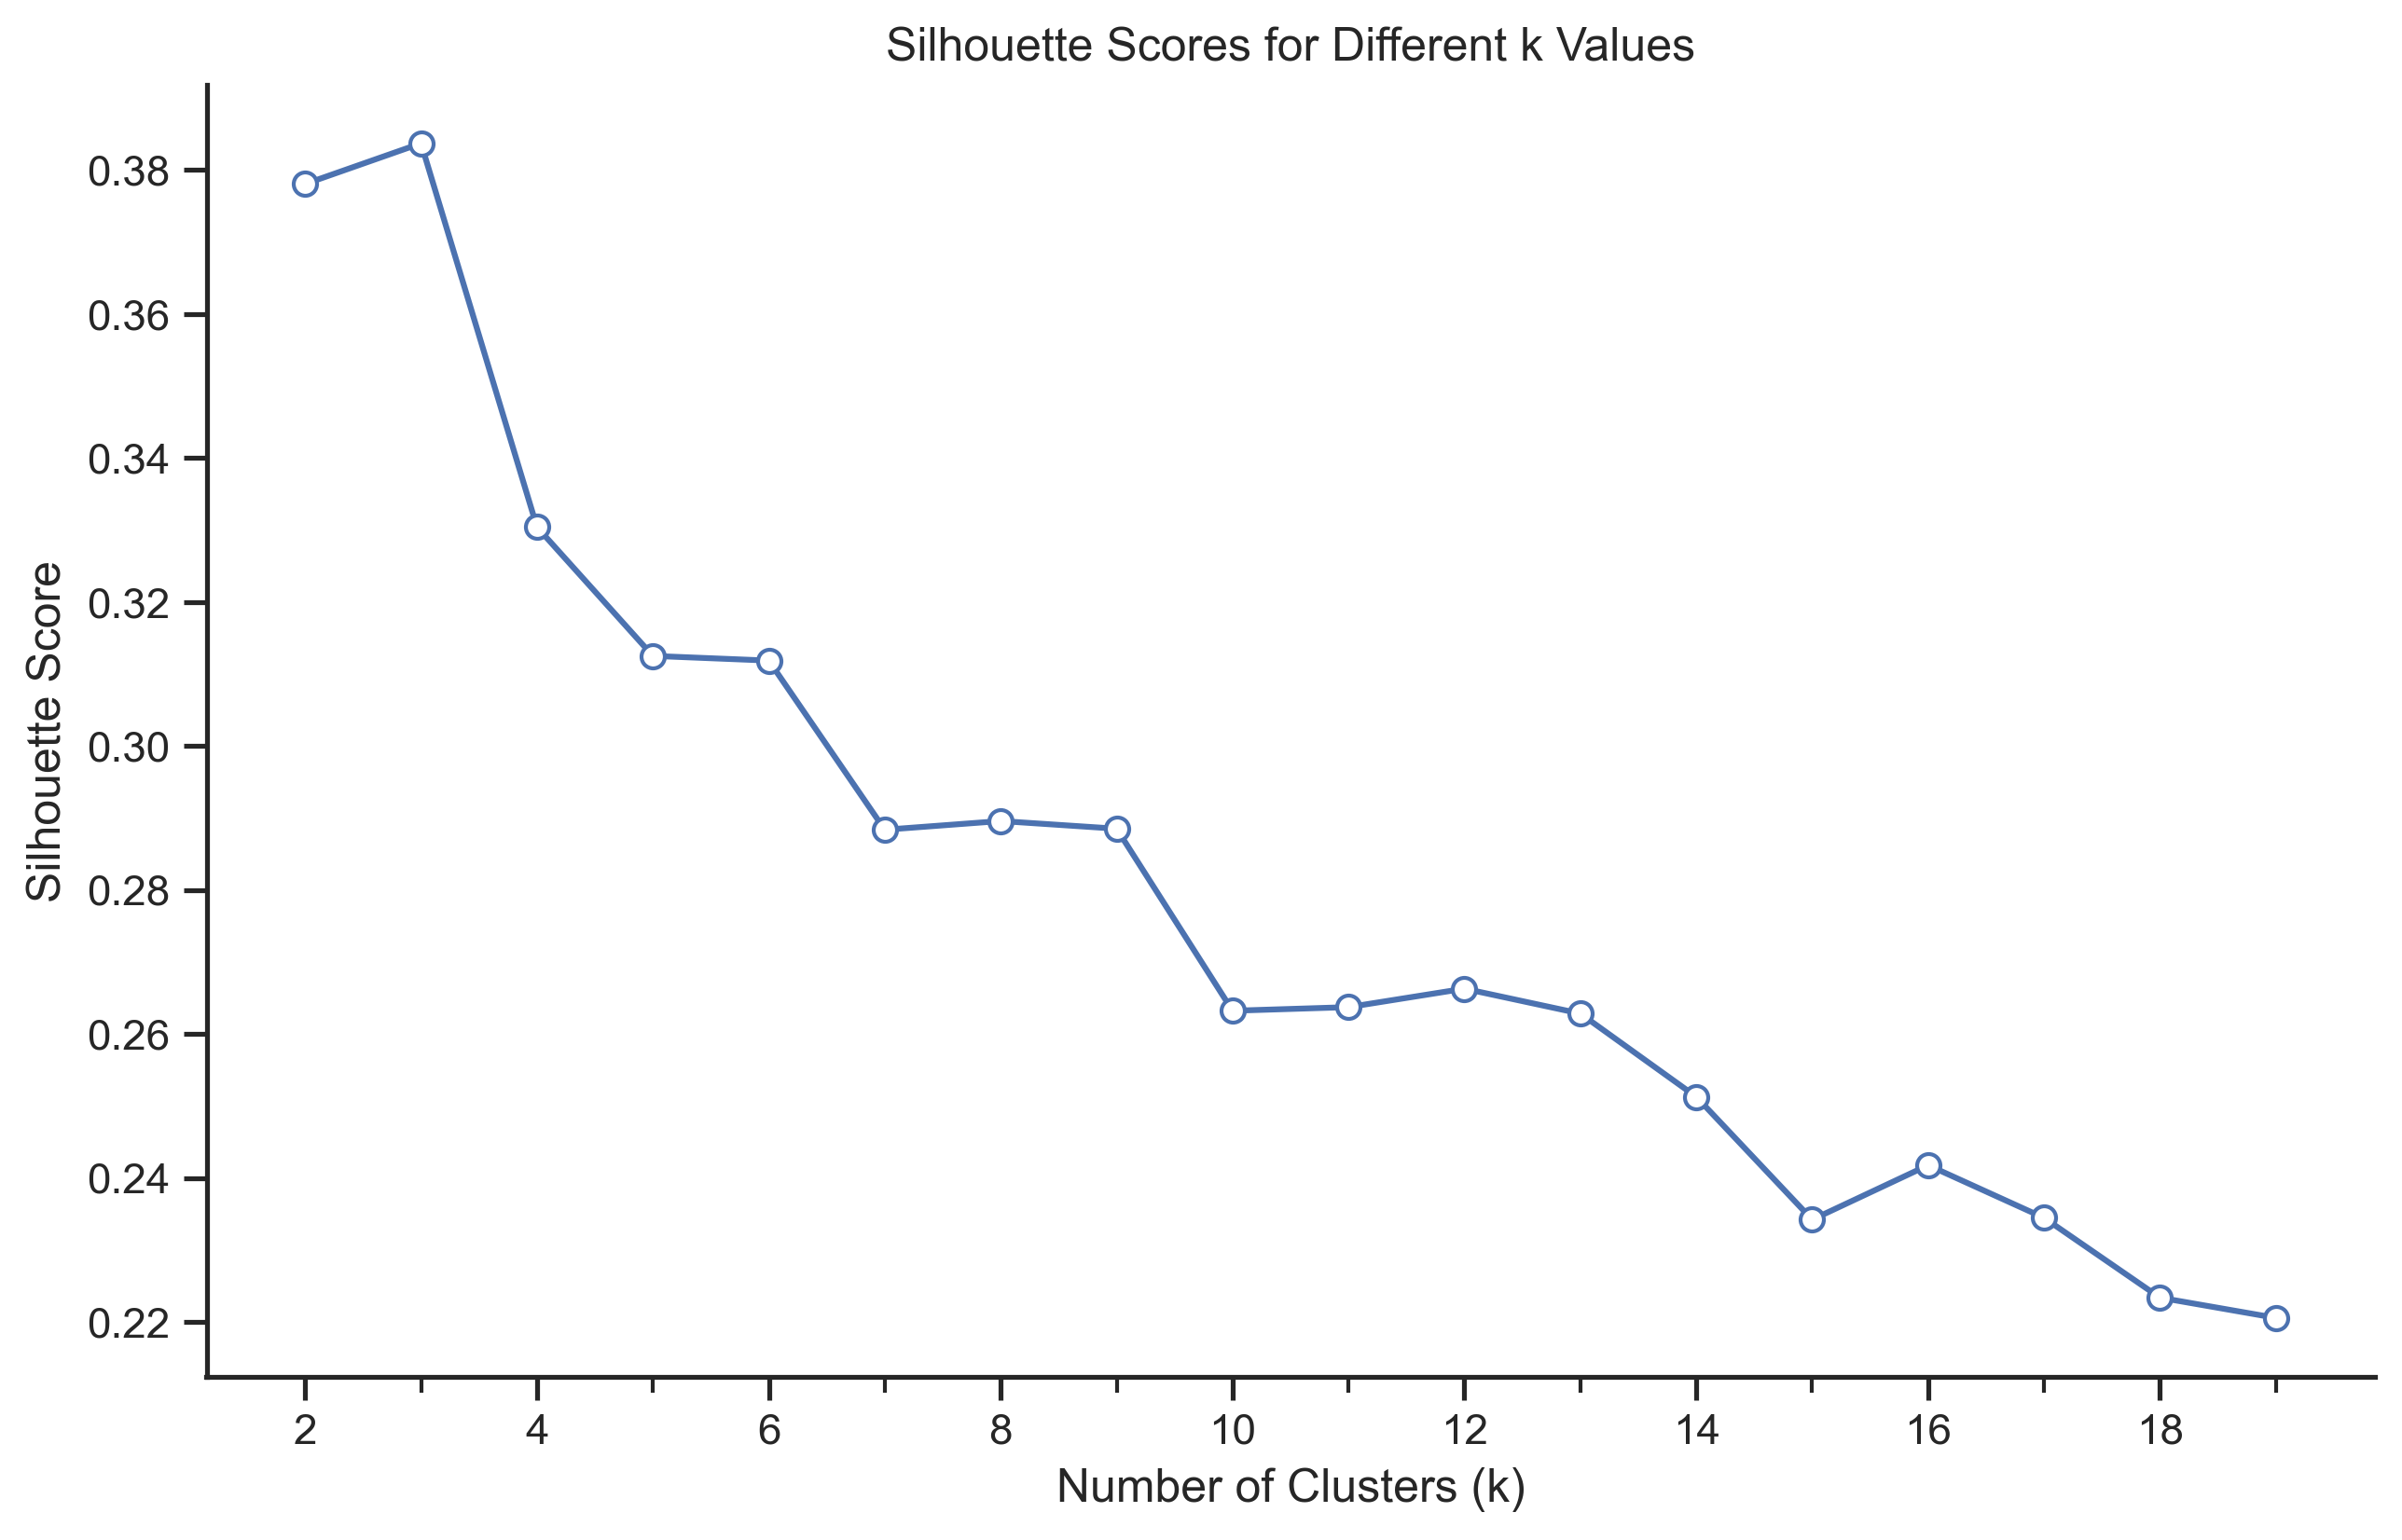 Silhouette Scores for Different k Values
Silhouette Score
0.38
0.36
0.34
0.32
0.30
0.28
0.26
0.24
0.22
2 4 6 8 10 12 14 16 18
Number of Clusters (k)